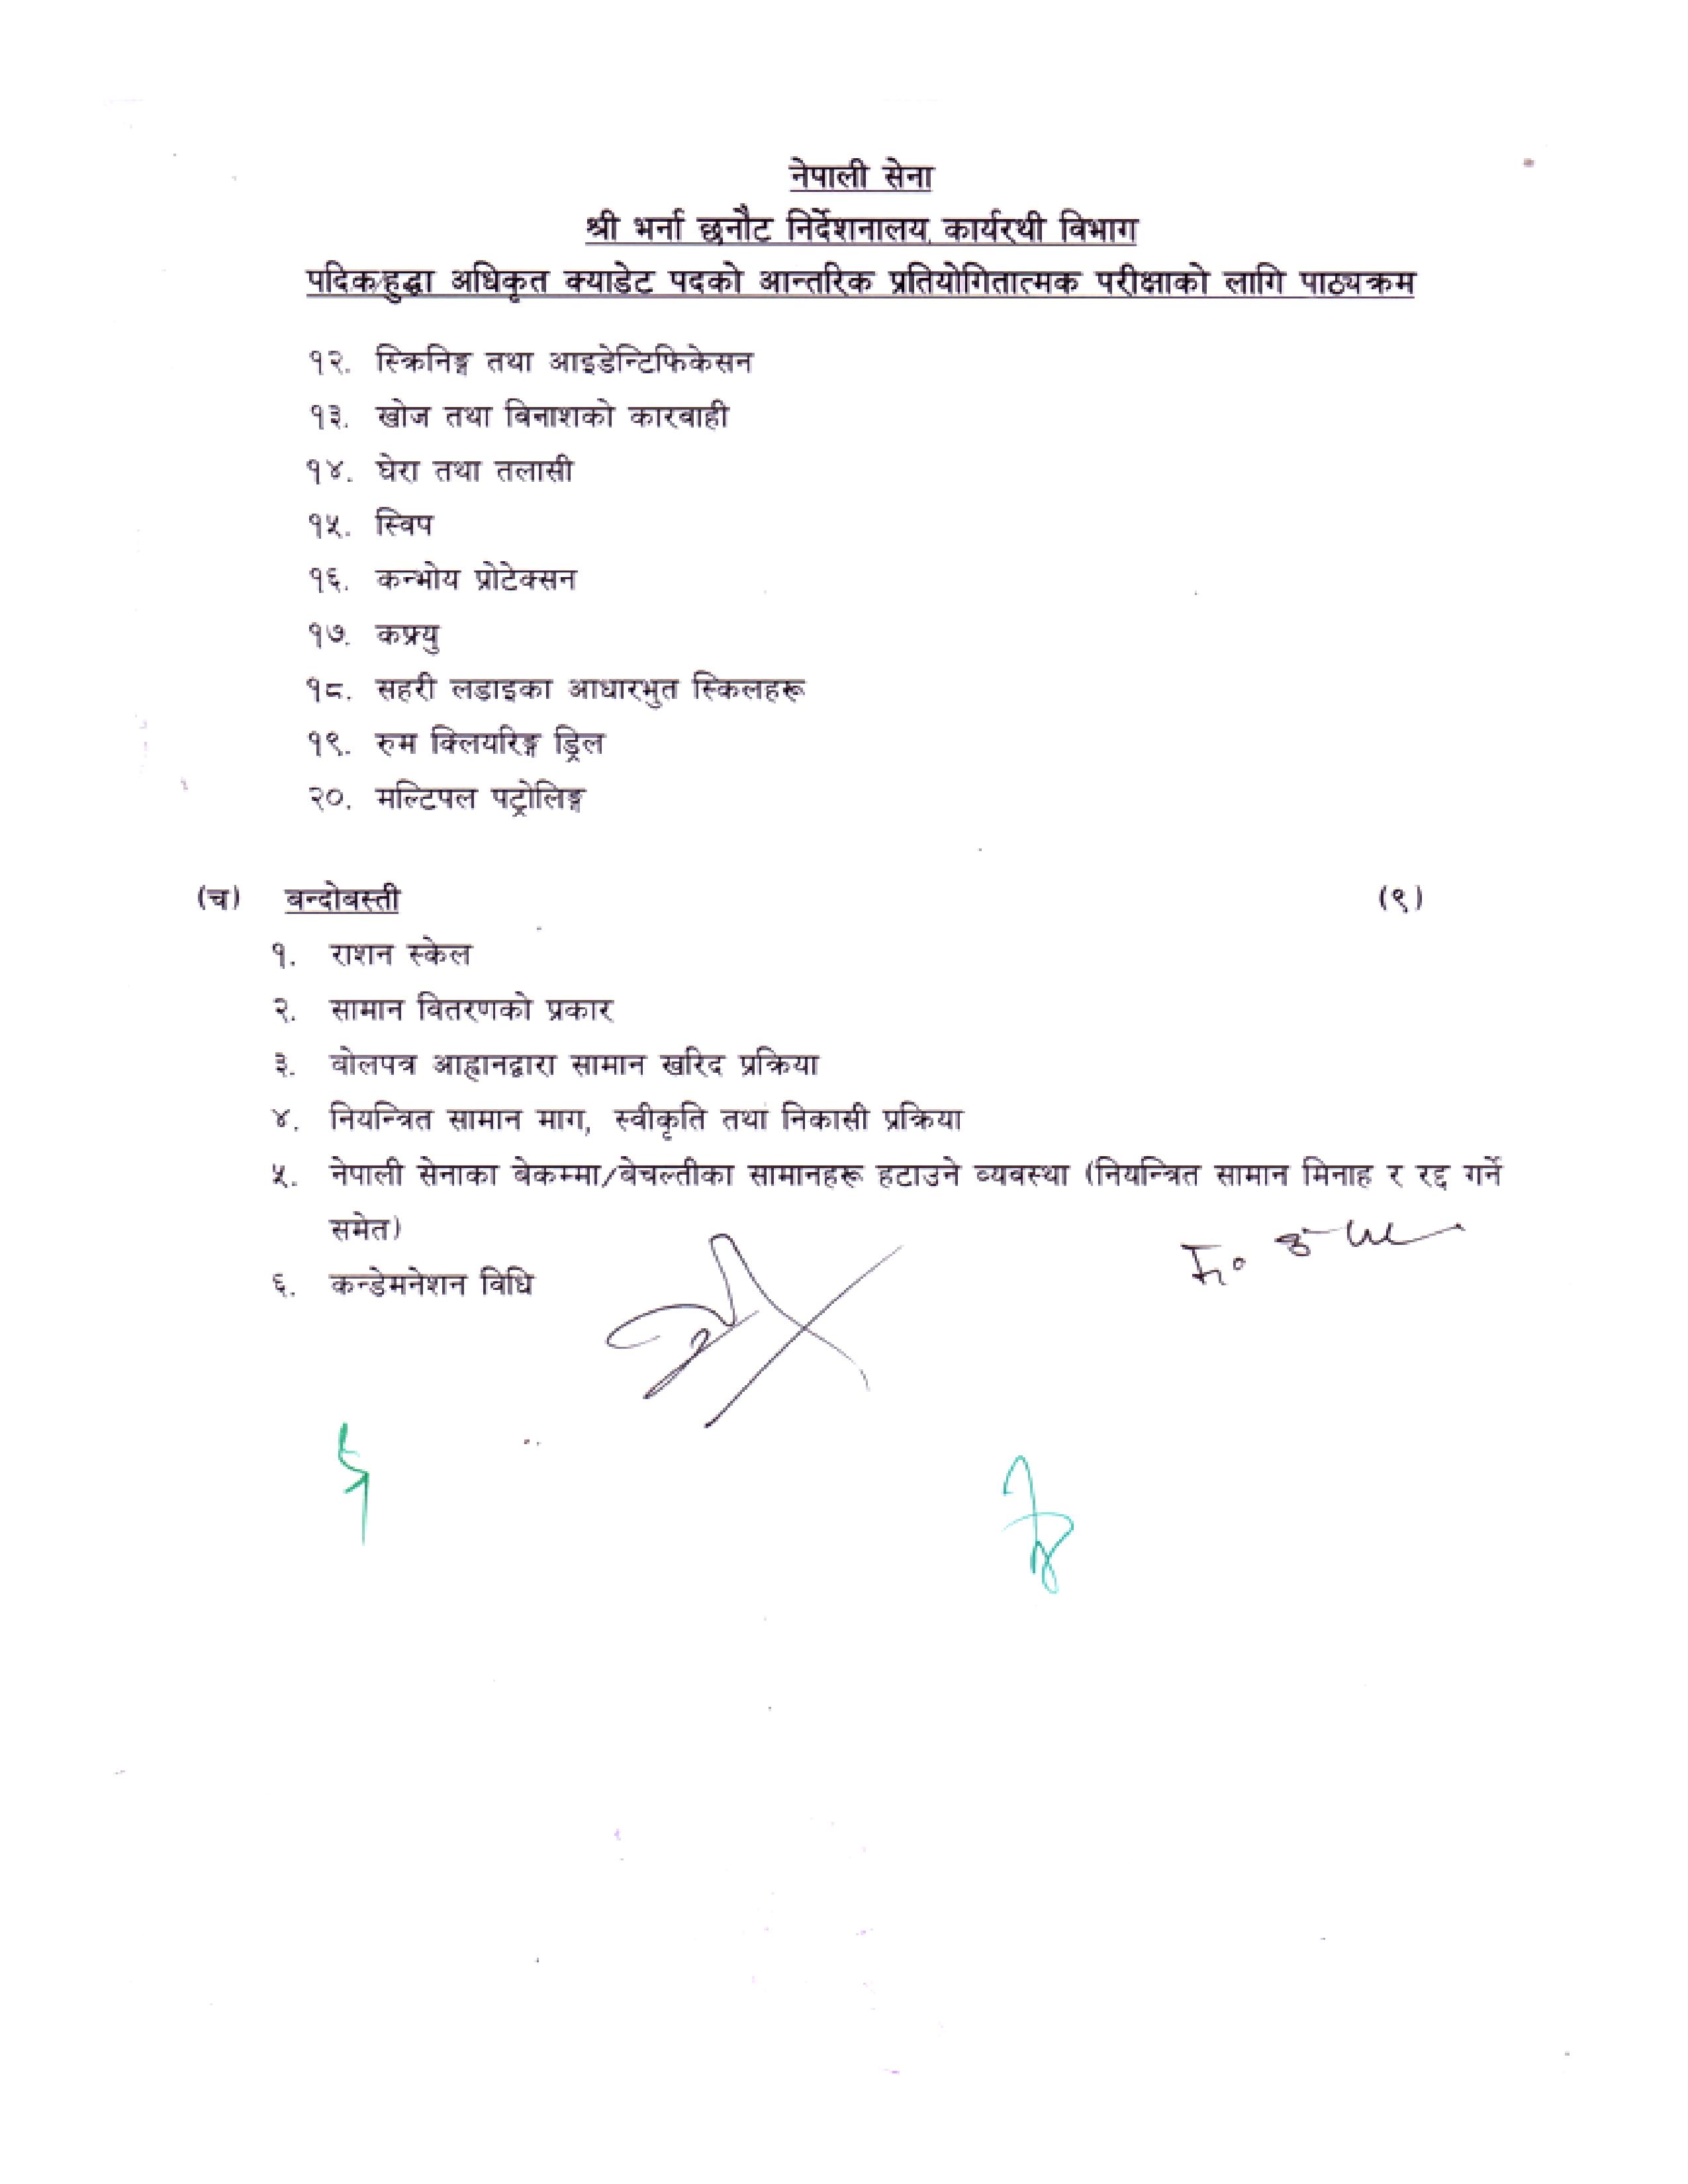 नेपाली सेना
श्री भर्ना छनौट निर्देशनालय, कार्यरथी विभाग
पदिक/हुद्धा अधिकृत क्याडेट पदको आन्तरिक प्रतियोगितात्मक परीक्षाको लागि पाठ्यक्रम
१२. स्क्रिनिङ्ग तथा आइडेन्टिफिकेसन
१३. खोज तथा विनाशको कारबाही
१४. घेरा तथा तलासी
१५. स्विप
१६. कन्भोय प्रोटेक्सन
१७. कफ्र्यु
१८. सहरी लडाइका आधारभुत स्किलहरू
१९. रुम क्लियरिङ्ग ड्रिल
२०. मल्टिपल पट्रोलिङ्ग
(च) बन्दोबस्ती (९)
१. राशन स्केल
२. सामान वितरणको प्रकार
३. बोलपत्र आह्वानद्वारा सामान खरिद प्रक्रिया
४. नियन्त्रित सामान माग, स्वीकृति तथा निकासी प्रक्रिया
५. नेपाली सेनाका बेकम्मा/बेचल्तीका सामानहरू हटाउने व्यवस्था (नियन्त्रित सामान मिनाह र रद्द गर्ने
समेत)
६. कन्डेमनेशन विधि